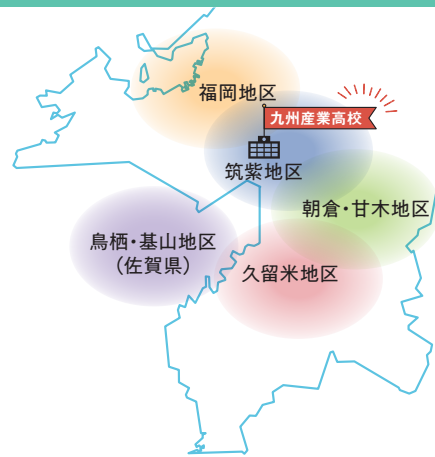 福岡地区
九州産業高校
筑紫地区
朝倉・甘木地区
鳥栖・基山地区
（佐賀県）
久留米地区